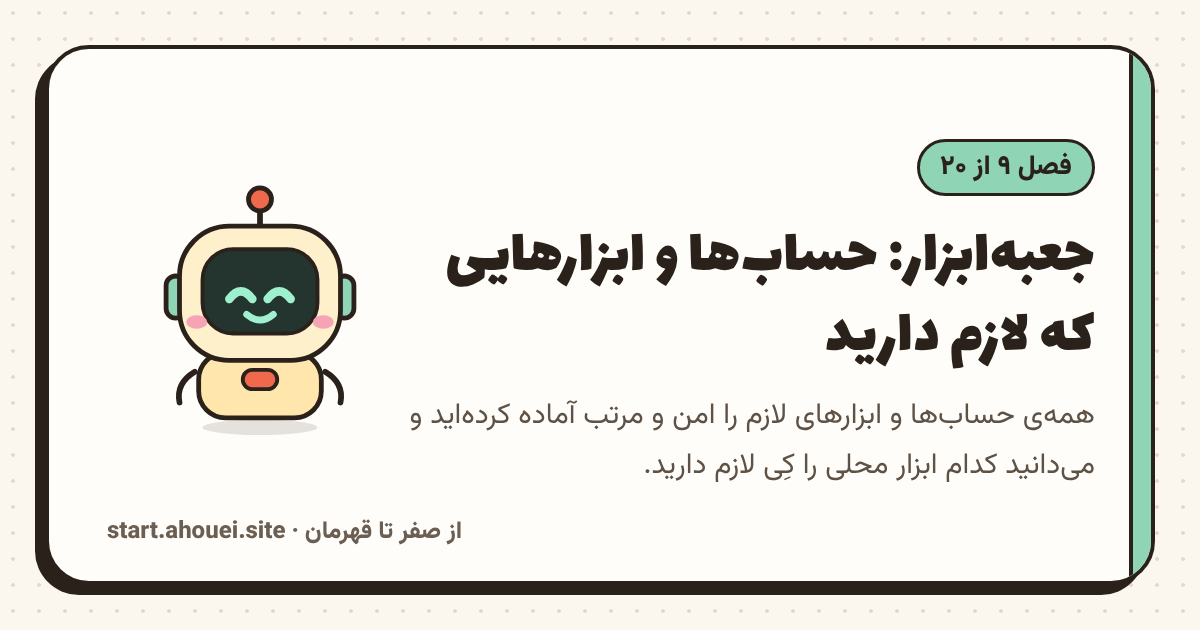 فصل ۹ از ۲۰
جعبه‌ابزار: حساب‌ها و ابزارهایی
که لازم دارید
همه‌ی حساب‌ها و ابزارهای لازم را امن و مرتب آماده کرده‌اید و
می‌دانید کدام ابزار محلی را کِی لازم دارید.
از صفر تا قهرمان · start.ahouei.site